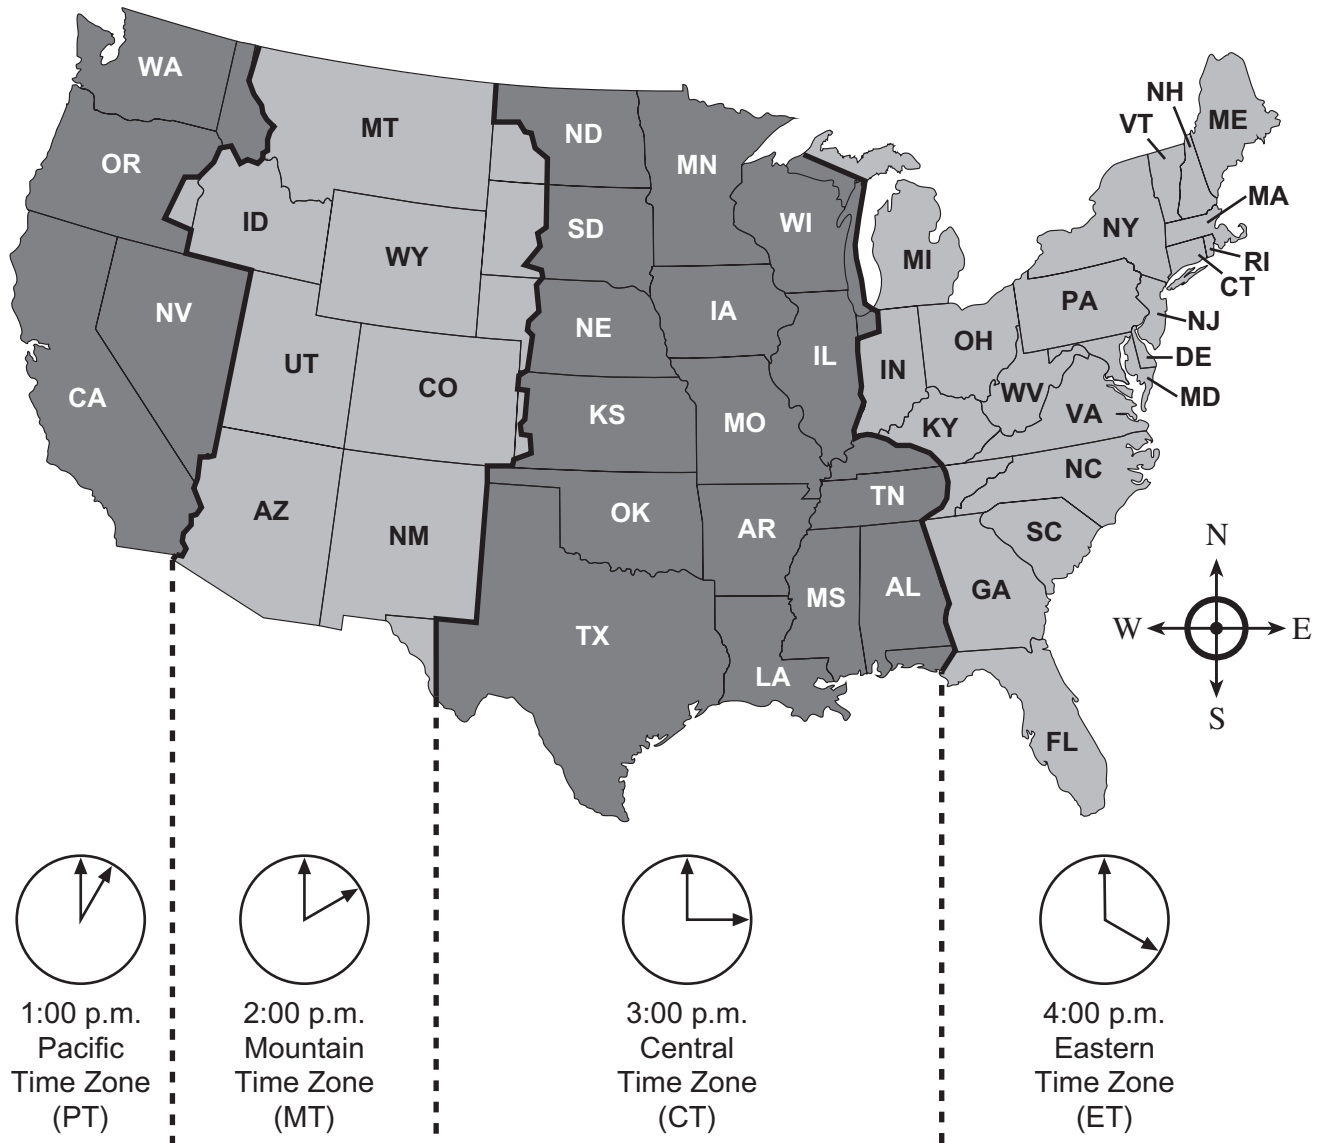 WA
MT
ND
MN
OR
ID
WY
SD
WI
MI
NH
ME
VT
MA
NY
RI
CT
PA
NJ
DE
MD
NV
UT
CO
NE
IA
IL
IN
OH
WV
VA
CA
KS
MO
KY
NC
AZ
NM
OK
AR
TN
SC
TX
LA
MS
AL
GA
FL
N
W
E
S
1:00 p.m.
Pacific
Time Zone
(PT)
2:00 p.m.
Mountain
Time Zone
(MT)
3:00 p.m.
Central
Time Zone
(CT)
4:00 p.m.
Eastern
Time Zone
(ET)